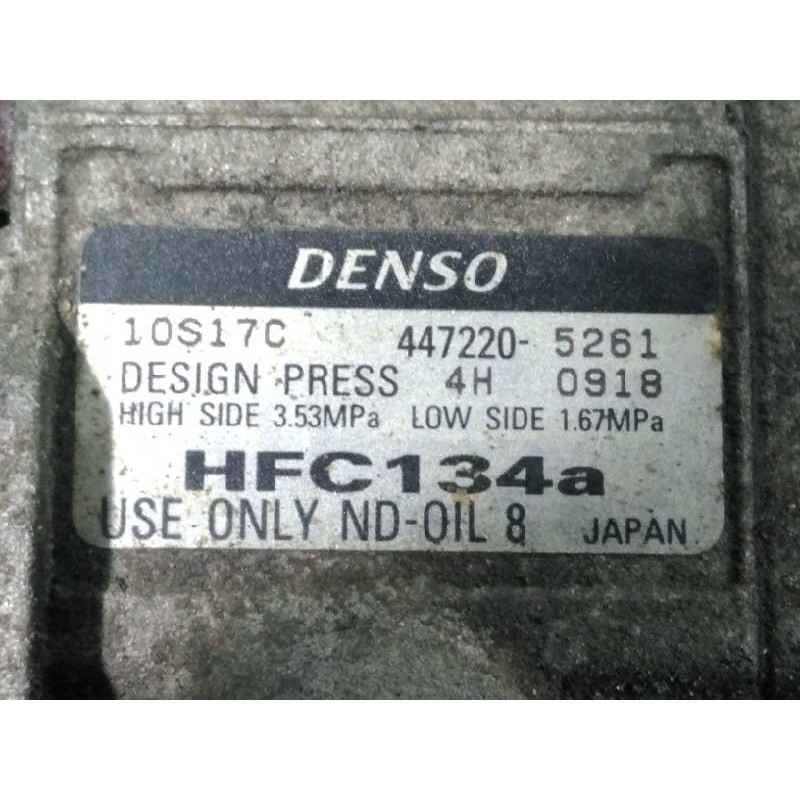 DENSO
10S17C 447220- 5261
DESIGN PRESS 4H 0918
HIGH SIDE 3.53MPa LOW SIDE 1.67MPa
HFC134a
USE ONLY ND-OIL 8 JAPAN